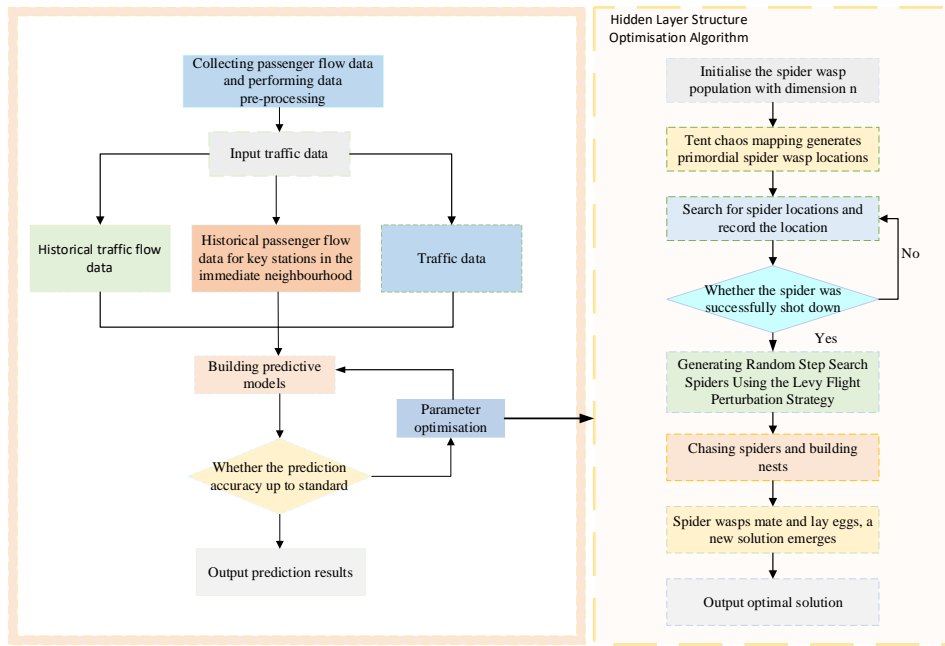 Collecting passenger flow data
and performing data
pre-processing
Input traffic data
Historical traffic flow
data
Historical passenger flow
data for key stations in the
immediate neighbourhood
Traffic data
Building predictive
models
Parameter
optimisation
Whether the prediction
accuracy up to standard
Output prediction results
Hidden Layer Structure
Optimisation Algorithm
Initialise the spider wasp
population with dimension n
Tent chaos mapping generates
primordial spider wasp locations
Search for spider locations and
record the location
No
Whether the spider was
successfully shot down
Yes
Generating Random Step Search
Spiders Using the Levy Flight
Perturbation Strategy
Chasing spiders and building
nests
Spider wasps mate and lay eggs, a
new solution emerges
Output optimal solution